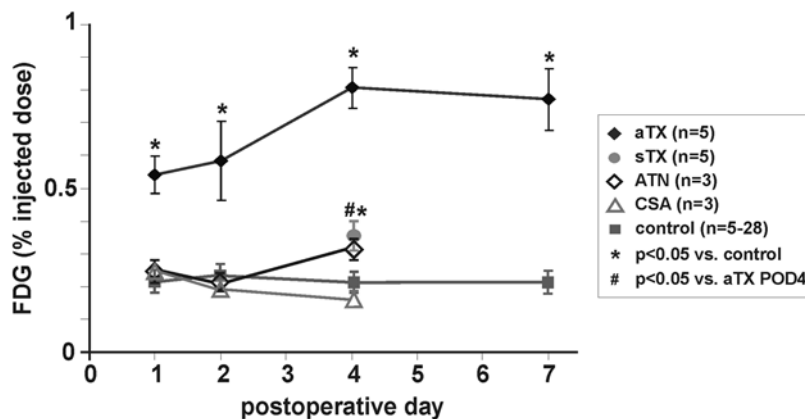 1
*
*
*
*
aTX (n=5)
sTX (n=5)
ATN (n=3)
CSA (n=3)
control (n=5-28)
* p<0.05 vs. control
# p<0.05 vs. aTX POD4
FDG (% injected dose)
0.5
#*
0
0 1 2 3 4 5 6 7
postoperative day